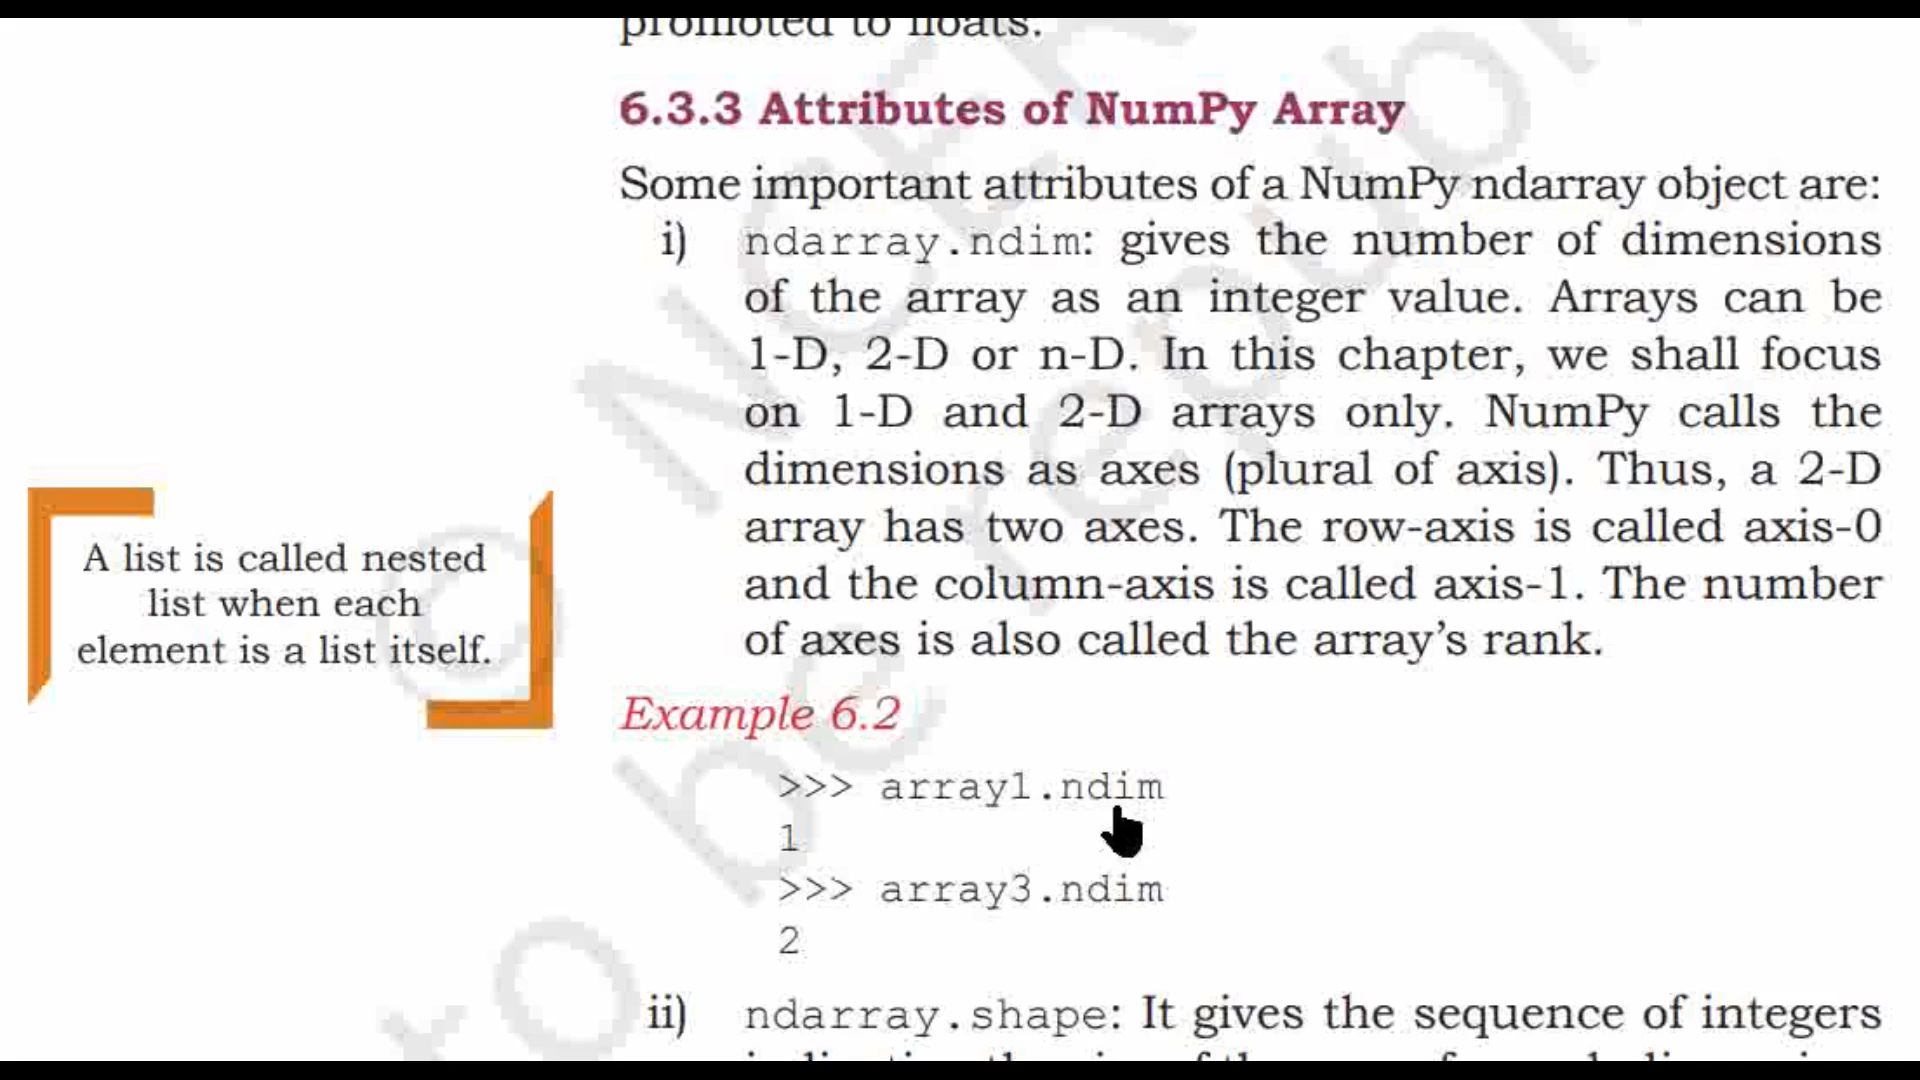 promoted to floats.
6.3.3 Attributes of NumPy Array
Some important attributes of a NumPy ndarray object are:
i) ndarray.ndim: gives the number of dimensions
of the array as an integer value. Arrays can be
1-D, 2-D or n-D. In this chapter, we shall focus
on 1-D and 2-D arrays only. NumPy calls the
dimensions as axes (plural of axis). Thus, a 2-D
array has two axes. The row-axis is called axis-0
and the column-axis is called axis-1. The number
of axes is also called the array’s rank.
A list is called nested
list when each
element is a list itself.
Example 6.2
>>> array1.ndim
1
>>> array3.ndim
2
ii) ndarray.shape: It gives the sequence of integers